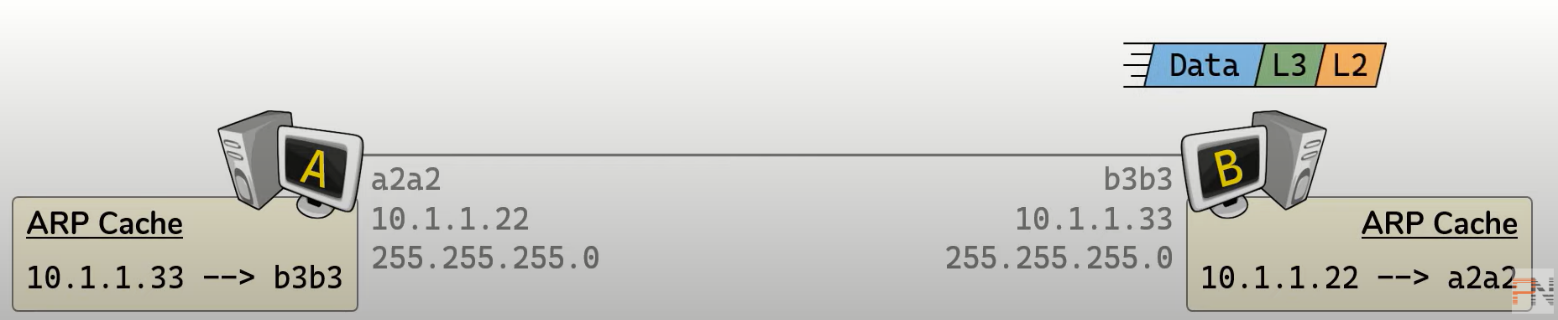 Data L3 L2
A
B
a2a2
10.1.1.22
255.255.255.0
b3b3
10.1.1.33
255.255.255.0
ARP Cache
10.1.1.33 --> b3b3
ARP Cache
10.1.1.22 --> a2a2